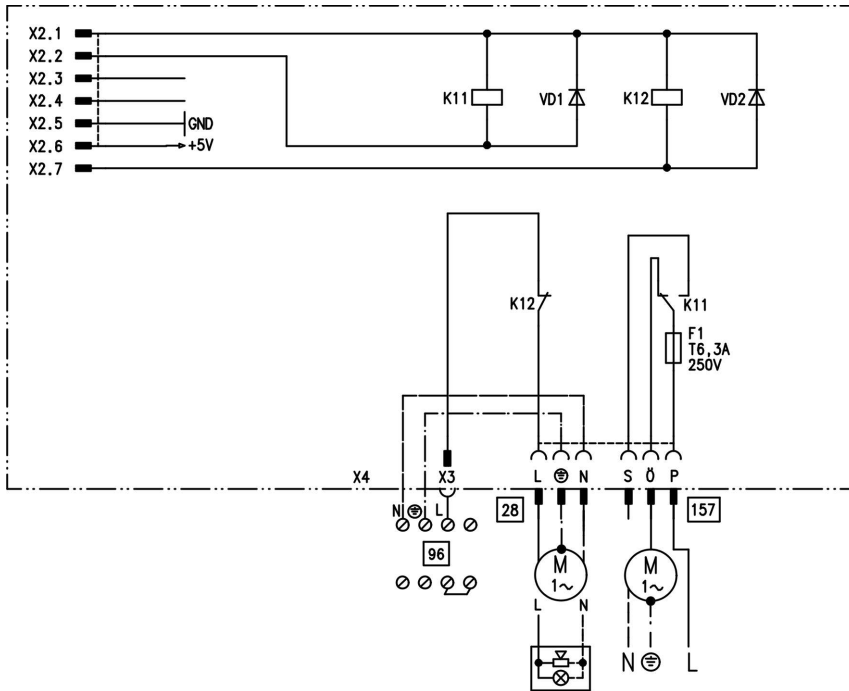 X2.1
X2.2
X2.3
X2.4
X2.5
X2.6
X2.7
GND
+5V
K11
VD1
K12
VD2
K12
K11
F1
T6,3A
250V
X4
X3
L
N
S
Ö
P
N
L
28
157
96
M
1~
M
1~
L
N
N
L